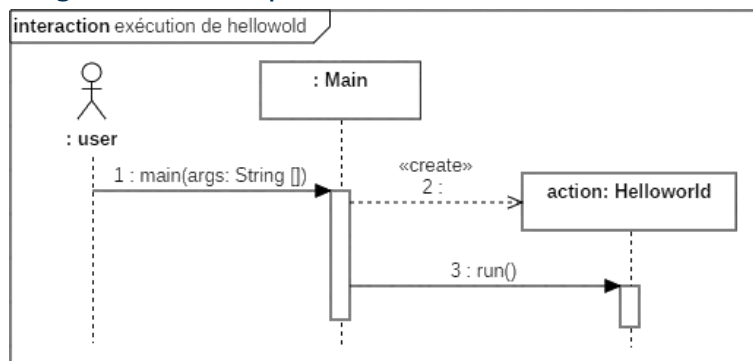 interaction exécution de hellowold
: Main
: user
1 : main(args: String [])
«create»
2 :
action: Helloworld
3 : run()